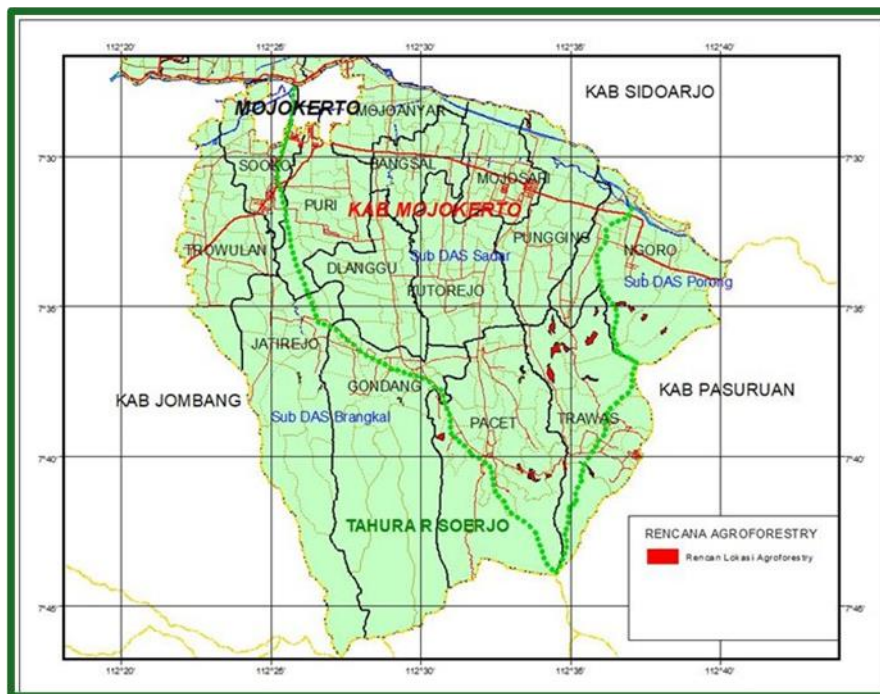 112°20'
112°25'
112°30'
112°35'
112°40'
KAB SIDOARJO
MOJOKERTO
MOJOANYAR
7°30'
7°30'
SOOKO
BANGSAL
MOJOSARI
PURI
KAB MOJOKERTO
TROWULAN
PUNGGING
NGORO
DLANGGU
Sub DAS Sadar
Sub DAS Porong
KUTOREJO
7°35'
7°35'
JATIREJO
GONDANG
KAB PASURUAN
KAB JOMBANG
Sub DAS Brangkal
PACET
TRAWAS
7°40'
7°40'
TAHURA R SOERJO
RENCANA AGROFORESTRY
Rencan Lokasi Agroforestry
7°45'
7°45'
112°20'
112°25'
112°30'
112°35'
112°40'